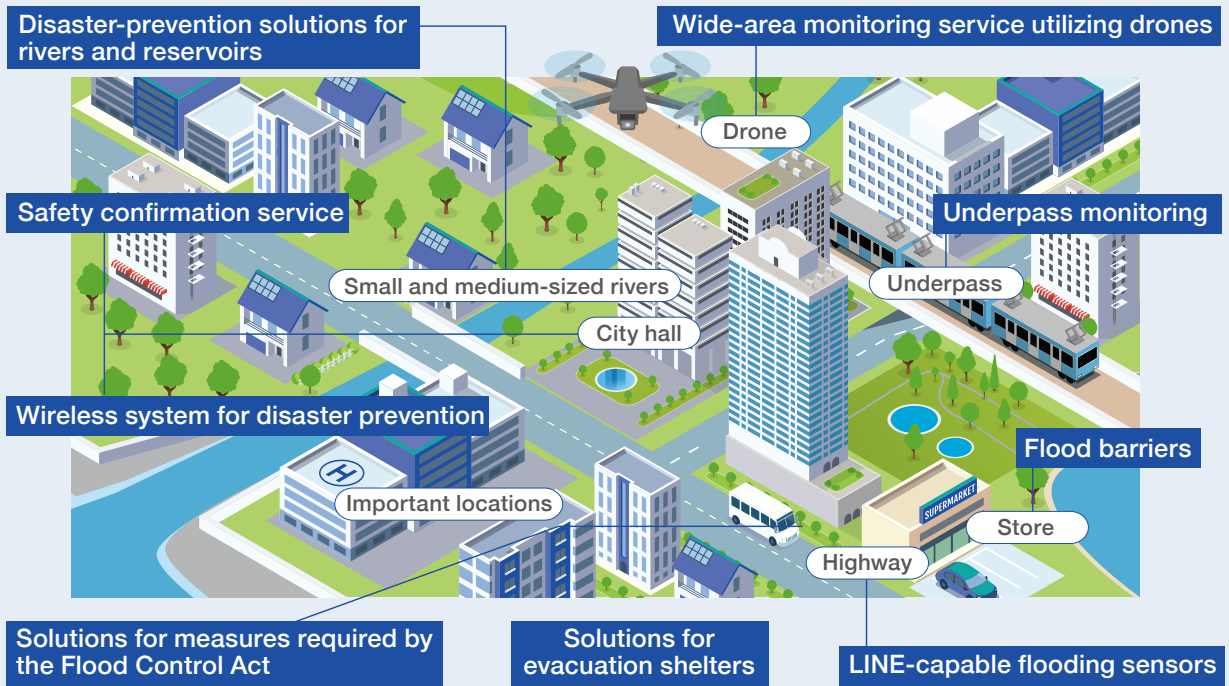 Disaster-prevention solutions for
rivers and reservoirs
Wide-area monitoring service utilizing drones
Drone
Safety confirmation service
Underpass monitoring
Small and medium-sized rivers
Underpass
City hall
Wireless system for disaster prevention
Flood barriers
H
Important locations
SUPERMARKET
Store
Highway
Solutions for measures required by
the Flood Control Act
Solutions for
evacuation shelters
LINE-capable flooding sensors